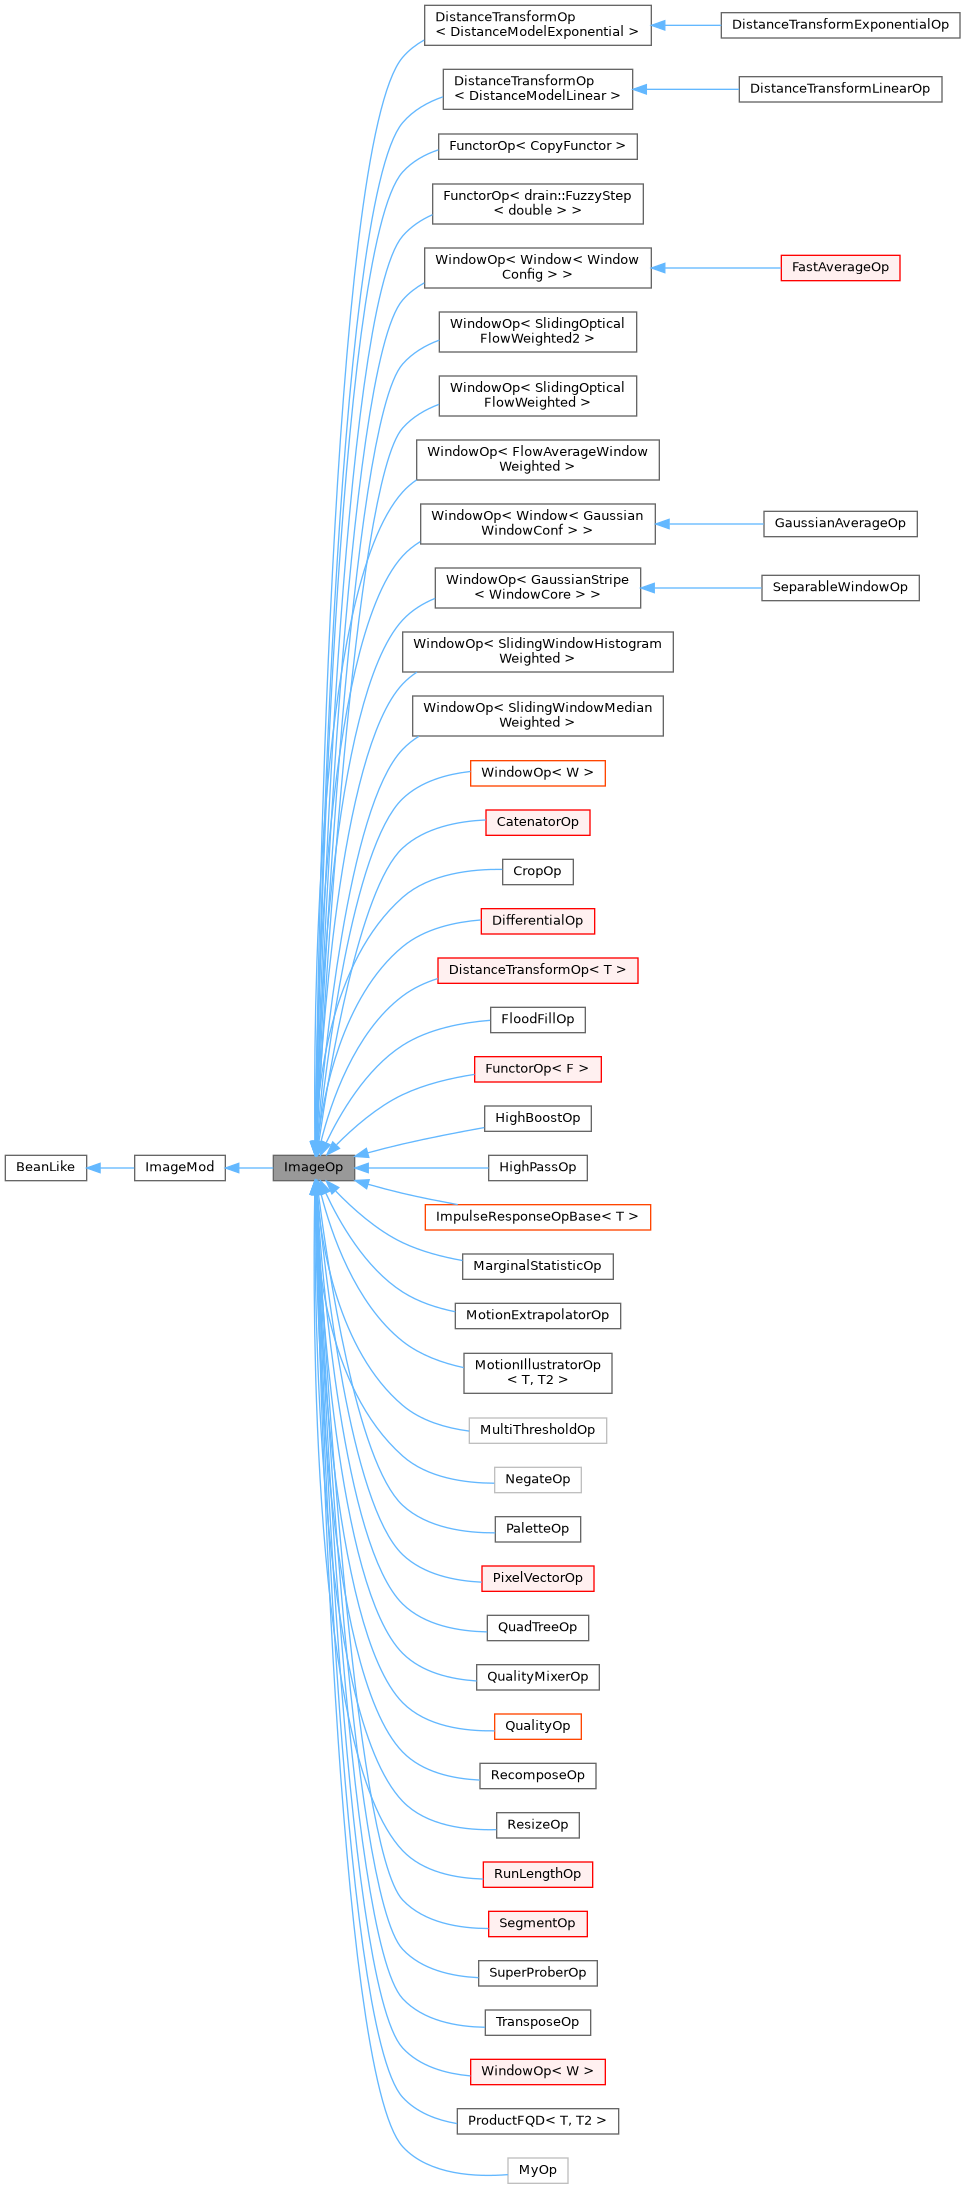 DistanceTransformOp
< DistanceModelExponential >
DistanceTransformExponentialOp
DistanceTransformOp
< DistanceModelLinear >
DistanceTransformLinearOp
FunctorOp< CopyFunctor >
FunctorOp< drain::FuzzyStep
< double > >
WindowOp< Window< Window
Config > >
FastAverageOp
WindowOp< SlidingOptical
FlowWeighted2 >
WindowOp< SlidingOptical
FlowWeighted >
WindowOp< FlowAverageWindow
Weighted >
WindowOp< Window< Gaussian
WindowConf > >
GaussianAverageOp
WindowOp< GaussianStripe
< WindowCore > >
SeparableWindowOp
WindowOp< SlidingWindowHistogram
Weighted >
WindowOp< SlidingWindowMedian
Weighted >
WindowOp< W >
CatenatorOp
CropOp
DifferentialOp
DistanceTransformOp< T >
FloodFillOp
FunctorOp< F >
HighBoostOp
BeanLike
ImageMod
ImageOp
HighPassOp
ImpulseResponseOpBase< T >
MarginalStatisticOp
MotionExtrapolatorOp
MotionIllustratorOp
< T, T2 >
MultiThresholdOp
NegateOp
PaletteOp
PixelVectorOp
QuadTreeOp
QualityMixerOp
QualityOp
RecomposeOp
ResizeOp
RunLengthOp
SegmentOp
SuperProberOp
TransposeOp
WindowOp< W >
ProductFQD< T, T2 >
MyOp